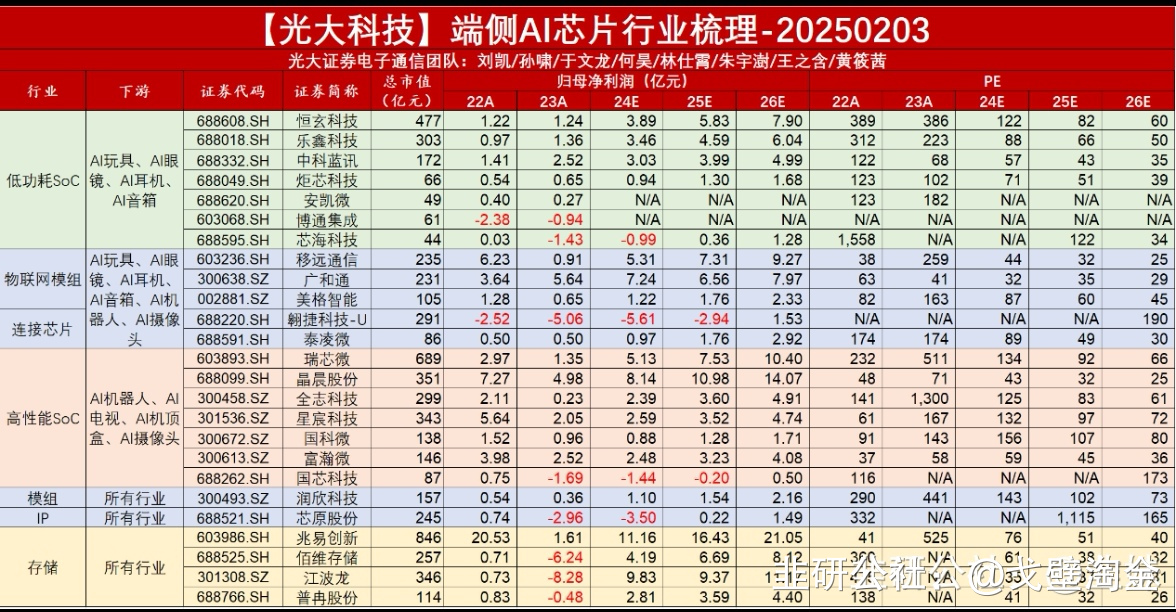 【光大科技】端侧AI芯片行业梳理-20250203
光大证券电子通信团队：刘凯/孙啸/于文龙/何昊/林仕霄/朱宇澍/王之含/黄筱茜
行业 下游 证券代码 证券简称 总市值（亿元） 归母净利润（亿元） PE
22A 23A 24E 25E 26E 22A 23A 24E 25E 26E
低功耗SoC AI玩具、AI眼镜、AI耳机、AI音箱
688608.SH 恒玄科技 477 1.22 1.24 3.89 5.83 7.90 389 386 122 82 60
688018.SH 乐鑫科技 303 0.97 1.36 3.46 4.59 6.04 312 223 88 66 50
688332.SH 中科蓝讯 172 1.41 2.52 3.03 3.99 4.99 122 68 57 43 35
688049.SH 炬芯科技 66 0.54 0.65 0.94 1.30 1.68 123 102 71 51 39
688620.SH 安凯微 49 0.40 0.27 N/A N/A N/A 123 182 N/A N/A N/A
603068.SH 博通集成 61 -2.38 -0.94 N/A N/A N/A N/A N/A N/A N/A N/A
688595.SH 芯海科技 44 0.03 -1.43 -0.99 0.36 1.28 1,558 N/A N/A 122 34
物联网模组 AI玩具、AI眼镜、AI耳机、AI音箱、AI机器人、AI摄像头
603236.SH 移远通信 235 6.23 0.91 5.31 7.31 9.27 38 259 44 32 25
300638.SZ 广和通 231 3.64 5.64 7.24 6.56 7.97 63 41 32 35 29
002881.SZ 美格智能 105 1.28 0.65 1.22 1.76 2.33 82 163 87 60 45
连接芯片
688220.SH 翱捷科技-U 291 -2.52 -5.06 -5.61 -2.94 1.53 N/A N/A N/A N/A 190
688591.SH 泰凌微 86 0.50 0.50 0.97 1.76 2.92 174 174 89 49 30
高性能SoC AI机器人、AI电视、AI机顶盒、AI摄像头
603893.SH 瑞芯微 689 2.97 1.35 5.13 7.53 10.40 232 511 134 92 66
688099.SH 晶晨股份 351 7.27 4.98 8.14 10.98 14.07 48 71 43 32 25
300458.SZ 全志科技 299 2.11 0.23 2.39 3.60 4.91 141 1,300 125 83 61
301536.SZ 星宸科技 343 5.64 2.05 2.59 3.52 4.74 61 167 132 97 72
300672.SZ 国科微 138 1.52 0.96 0.88 1.28 1.71 91 143 156 107 80
300613.SZ 富瀚微 146 3.98 2.52 2.48 3.23 4.08 37 58 59 45 36
688262.SH 国芯科技 87 0.75 -1.69 -1.44 -0.20 0.50 116 N/A N/A N/A 173
模组 所有行业 300493.SZ 润欣科技 157 0.54 0.36 1.10 1.54 2.16 290 441 143 102 73
IP 所有行业 688521.SH 芯原股份 245 0.74 -2.96 -3.50 0.22 1.49 332 N/A N/A 1,115 165
存储 所有行业
603986.SH 兆易创新 846 20.53 1.61 11.16 16.43 21.05 41 525 76 51 40
688525.SH 佰维存储 257 0.71 -6.24 4.19 6.69 8.12 N/A 61 38 32
301308.SZ 江波龙 346 0.73 -8.28 9.83 9.37
688766.SH 普冉股份 114 0.83 -0.48 2.81 3.59 4.40 138 N/A 41 32 26
@戈壁淘金